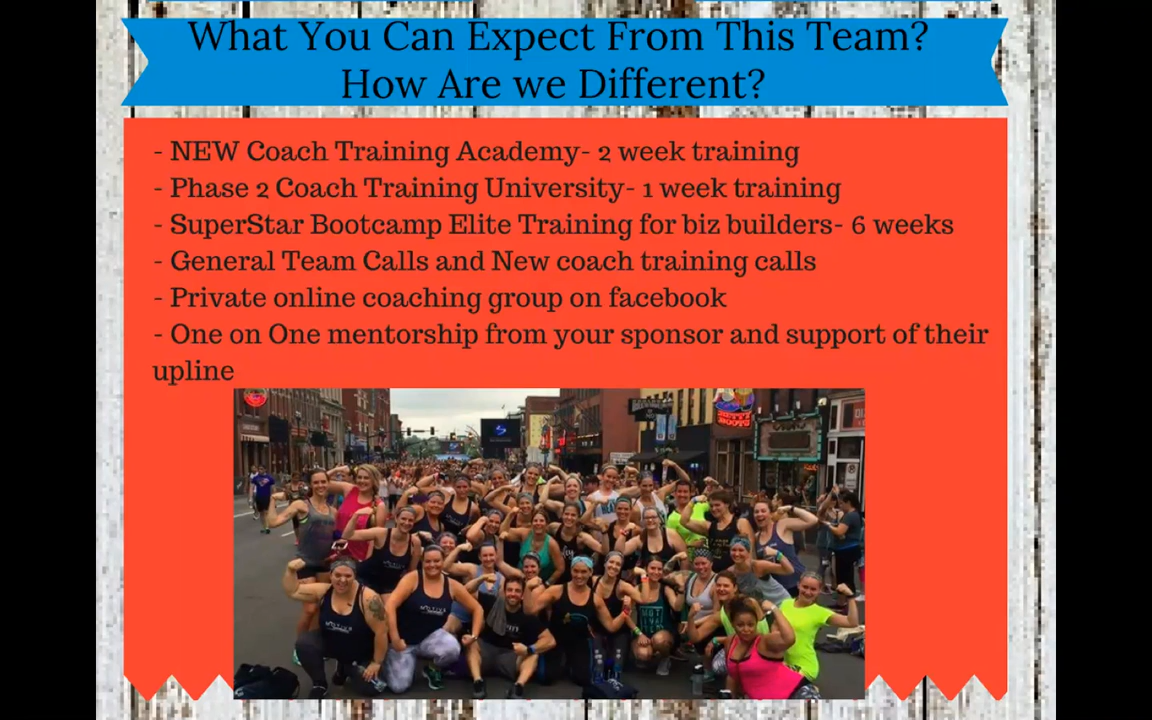 What You Can Expect From This Team?
How Are we Different?
- NEW Coach Training Academy- 2 week training
- Phase 2 Coach Training University- 1 week training
- SuperStar Bootcamp Elite Training for biz builders- 6 weeks
- General Team Calls and New coach training calls
- Private online coaching group on facebook
- One on One mentorship from your sponsor and support of their
upline